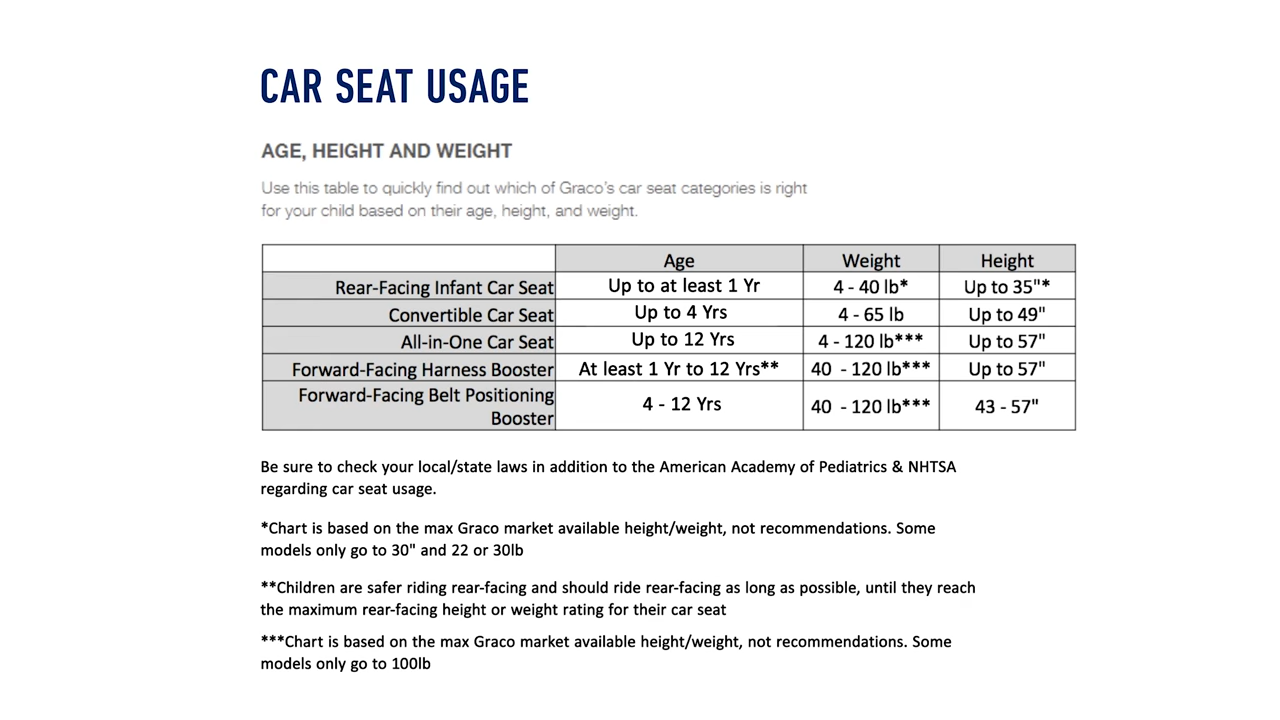 CAR SEAT USAGE
AGE, HEIGHT AND WEIGHT
Use this table to quickly find out which of Graco's car seat categories is right
for your child based on their age, height, and weight.
Age Weight Height
Rear-Facing Infant Car Seat Up to at least 1 Yr 4 - 40 lb* Up to 35"*
Convertible Car Seat Up to 4 Yrs 4 - 65 lb Up to 49"
All-in-One Car Seat Up to 12 Yrs 4 - 120 lb*** Up to 57"
Forward-Facing Harness Booster At least 1 Yr to 12 Yrs** 40 - 120 lb*** Up to 57"
Forward-Facing Belt Positioning
Booster 4 - 12 Yrs 40 - 120 lb*** 43 - 57"
Be sure to check your local/state laws in addition to the American Academy of Pediatrics & NHTSA
regarding car seat usage.
*Chart is based on the max Graco market available height/weight, not recommendations. Some
models only go to 30" and 22 or 30lb
**Children are safer riding rear-facing and should ride rear-facing as long as possible, until they reach
the maximum rear-facing height or weight rating for their car seat
***Chart is based on the max Graco market available height/weight, not recommendations. Some
models only go to 100lb